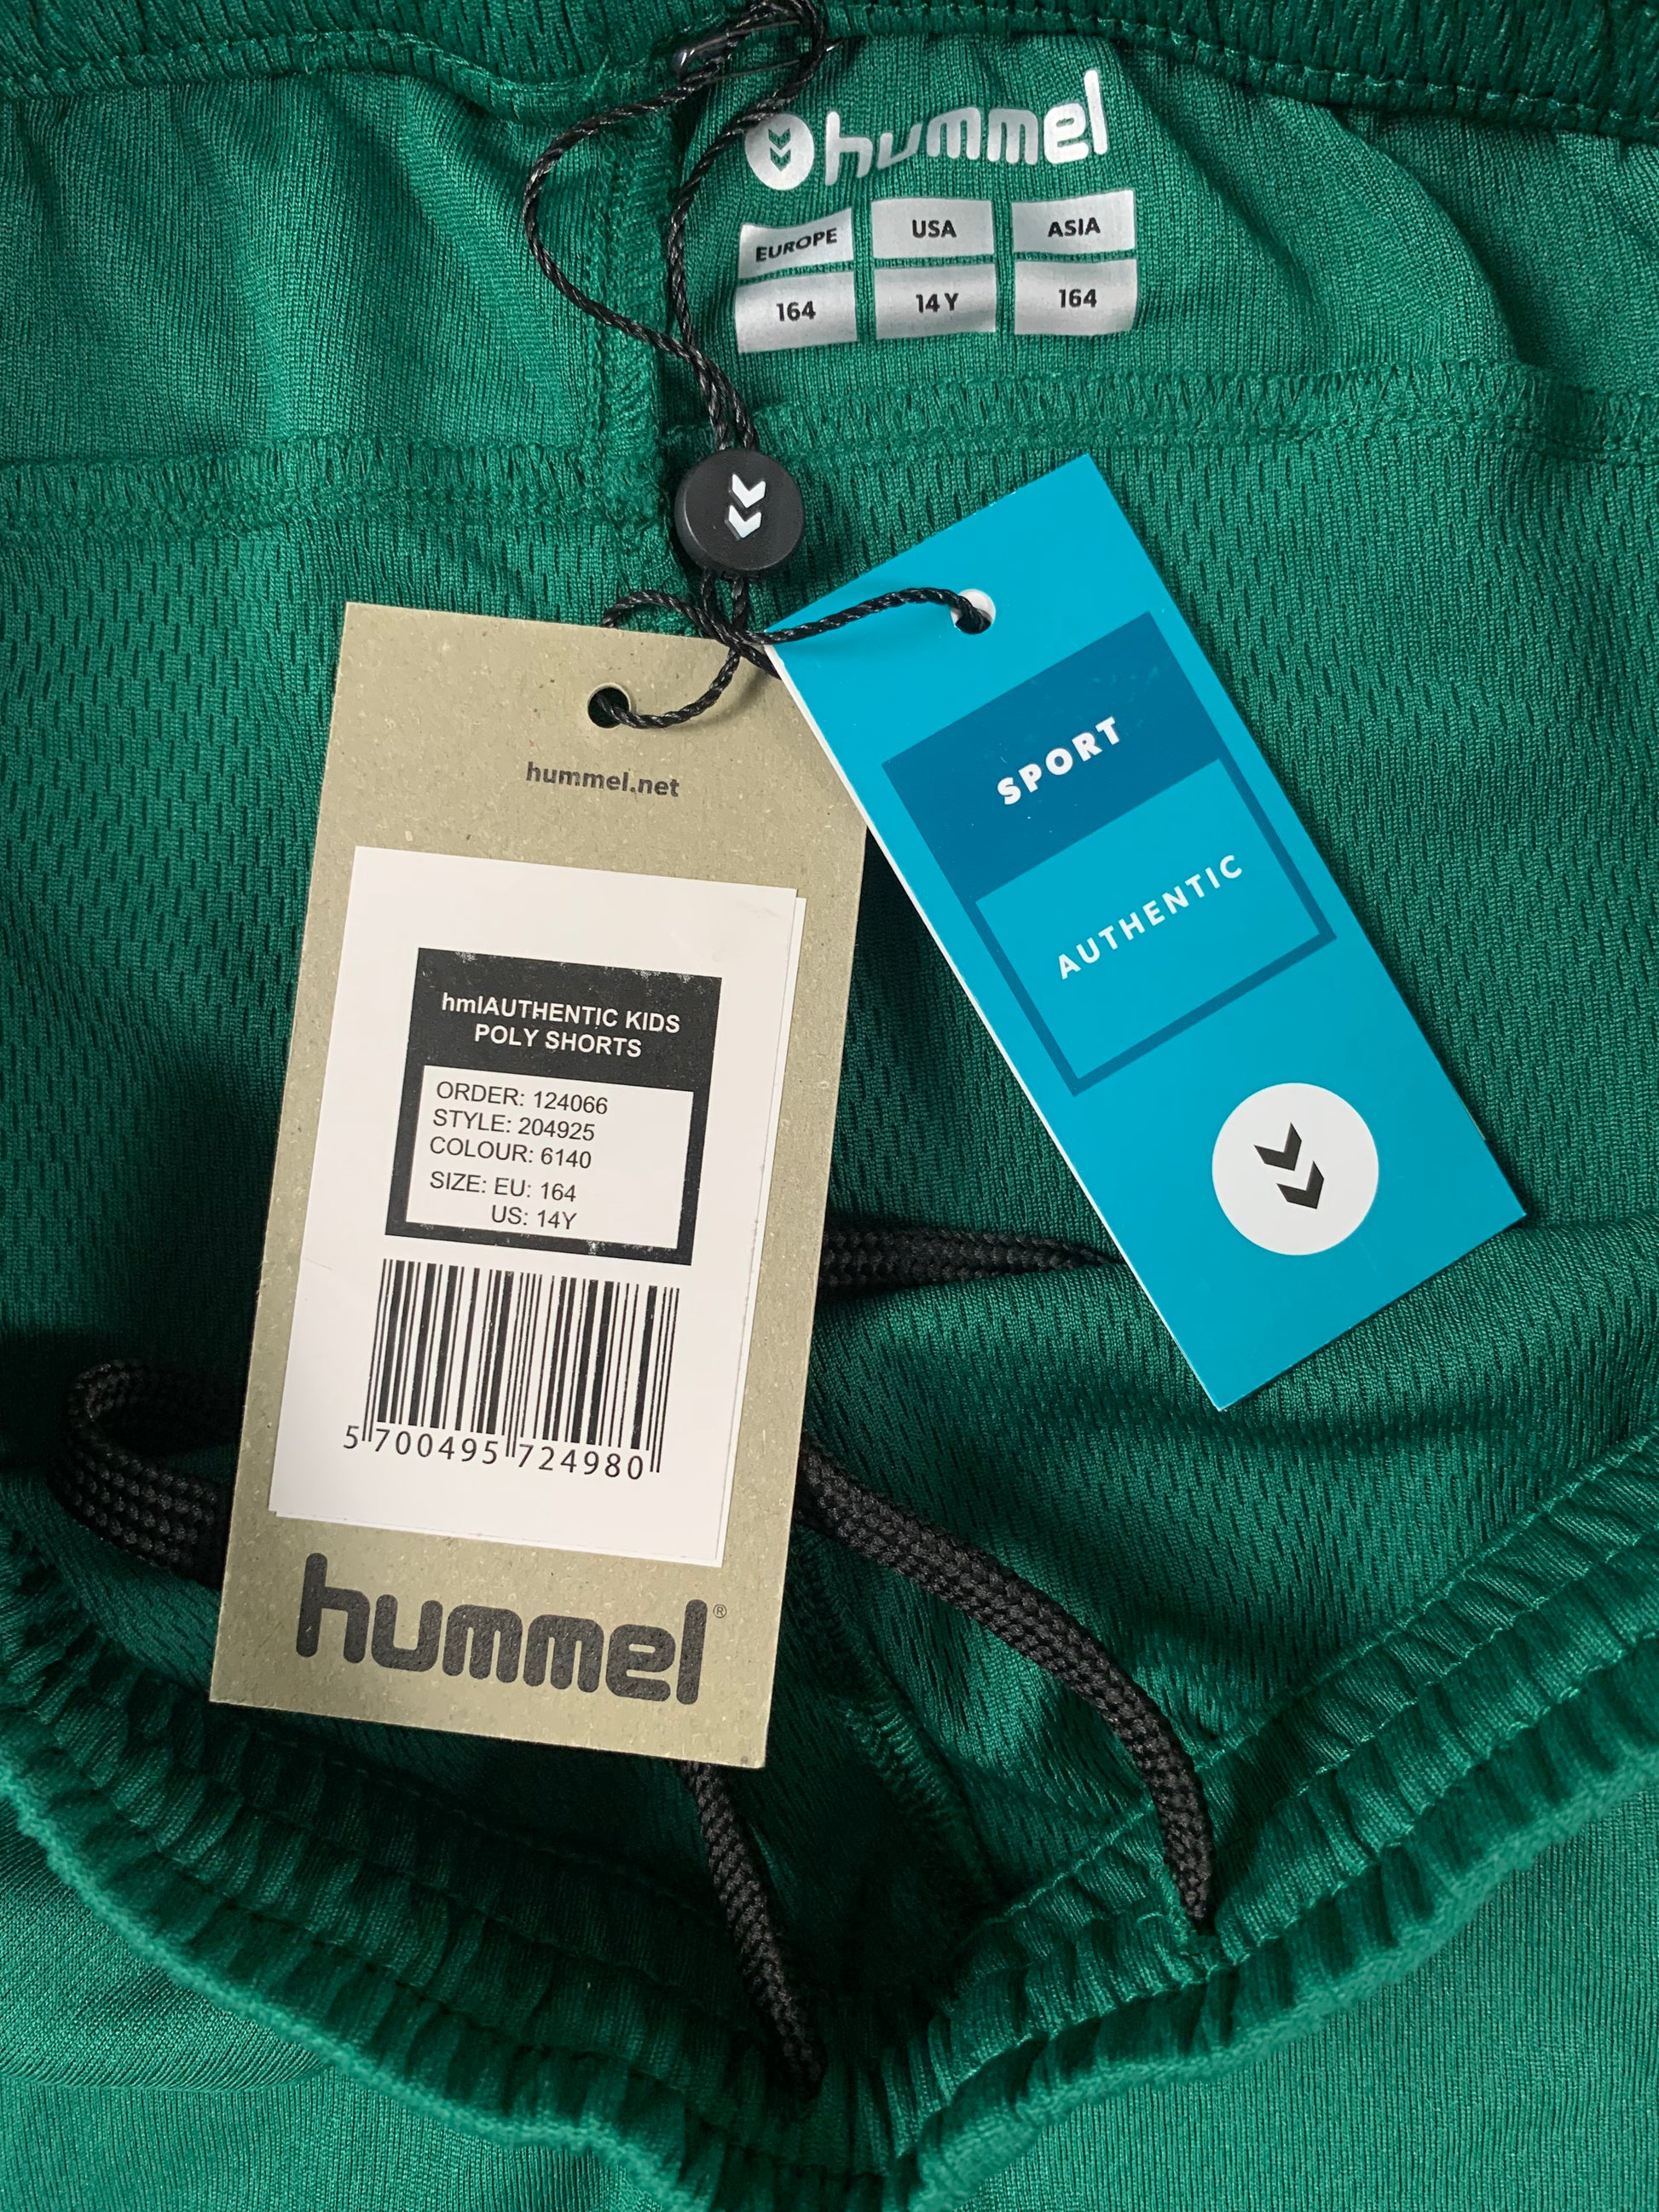 hummel
EUROPE USA ASIA
164 14 Y 164
SPORT
AUTHENTIC
hummel.net
hmlAUTHENTIC KIDS
POLY SHORTS
ORDER: 124066
STYLE: 204925
COLOUR: 6140
SIZE: EU: 164
US: 14Y
5 700495 724980
hummel®